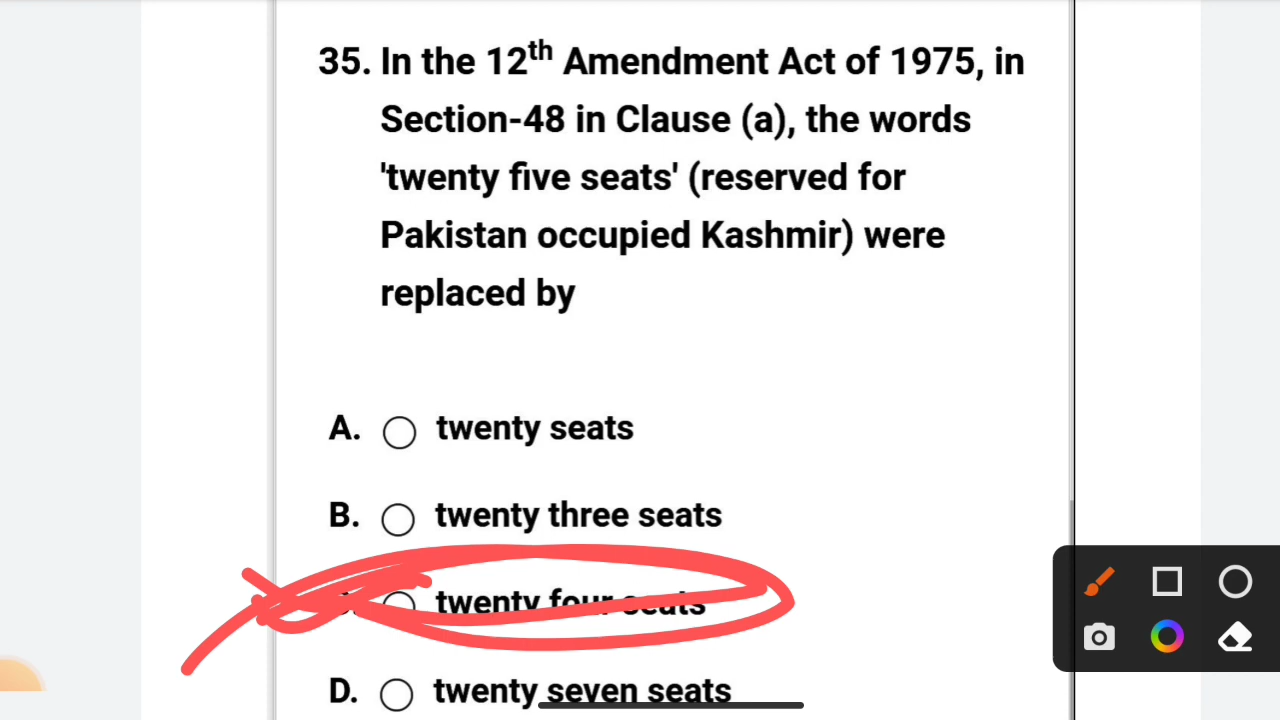 35. In the 12th Amendment Act of 1975, in
Section-48 in Clause (a), the words
'twenty five seats' (reserved for
Pakistan occupied Kashmir) were
replaced by
A. twenty seats
B. twenty three seats
twenty four seats
D. twenty seven seats